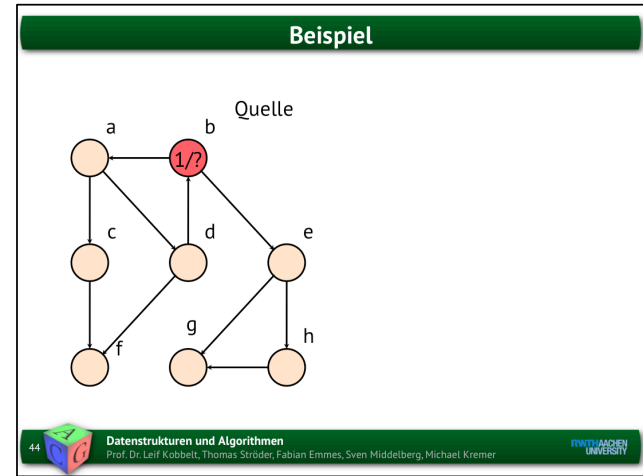 Beispiel
Quelle
a
b
1/?
c
d
e
g
h
f
44
A
C
G
Datenstrukturen und Algorithmen
Prof. Dr. Leif Kobbelt, Thomas Ströder, Fabian Emmes, Sven Middelberg, Michael Kremer
RWTHAACHEN
UNIVERSITY